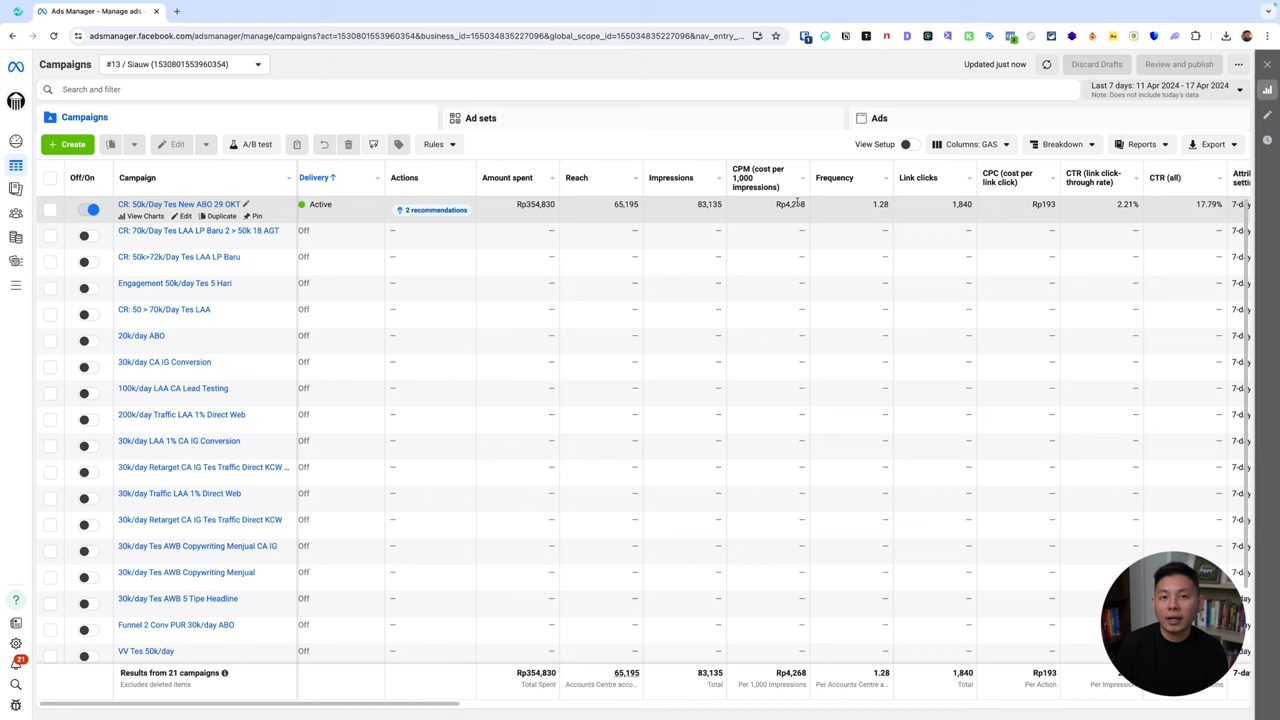 Ads Manager - Manage ads
adsmanager.facebook.com/adsmanager/manage/campaigns?act=1530801553960354&business_id=155034835227096&global_scope_id=155034835227096&nav_entry_...
Campaigns
#13 / Siauw (1530801553960354)
Updated just now
Discard Drafts
Review and publish
Search and filter
Last 7 days: 11 Apr 2024 - 17 Apr 2024
Note: Does not include today's data
Campaigns
Ad sets
Ads
+ Create
Edit
A/B test
Rules
View Setup
Columns: GAS
Breakdown
Reports
Export
Off/On
Campaign
Delivery ↑
Actions
Amount spent
Reach
Impressions
CPM (cost per 1,000 impressions)
Frequency
Link clicks
CPC (cost per link click)
CTR (link click-through rate)
CTR (all)
CR: 50k/Day Tes New ABO 29 OKT
View Charts Edit Duplicate Pin
Active
2 recommendations
Rp354,830
65,195
83,135
1.28
1,840
Rp193
2.21%
17.79%
CR: 70k/Day Tes LAA LP Baru 2 > 50k 18 AGT
Off — — — — — — — — — —
CR: 50k>72k/Day Tes LAA LP Baru
Off — — — — — — — — — —
Engagement 50k/day Tes 5 Hari
Off — — — — — — — — — —
CR: 50 > 70k/Day Tes LAA
Off — — — — — — — — — —
20k/day ABO
Off — — — — — — — — — —
30k/day CA IG Conversion
Off — — — — — — — — — —
100k/day LAA CA Lead Testing
Off — — — — — — — — — —
200k/day Traffic LAA 1% Direct Web
Off — — — — — — — — — —
30k/day LAA 1% CA IG Conversion
Off — — — — — — — — — —
30k/day Retarget CA IG Tes Traffic Direct KCW ...
Off — — — — — — — — — —
30k/day Traffic LAA 1% Direct Web
Off — — — — — — — — — —
30k/day Retarget CA IG Tes Traffic Direct KCW
Off — — — — — — — — — —
30k/day Tes AWB Copywriting Menjual CA IG
Off — — — — — — — — —
30k/day Tes AWB Copywriting Menjual
Off — — — — — — — —
30k/day Tes AWB 5 Tipe Headline
Off — — — — — — — —
Funnel 2 Conv PUR 30k/day ABO
Off — — — — — — — —
VV Tes 50k/day
Off — — — — — — — —
Results from 21 campaigns
Excludes deleted items
Rp354,830
Total Spent
65,195
Accounts Centre acco...
83,135
Total
Rp4,268
Per 1,000 Impressions
1.28
Per Accounts Centre a...
1,840
Total
Rp193
Per Action
21
?